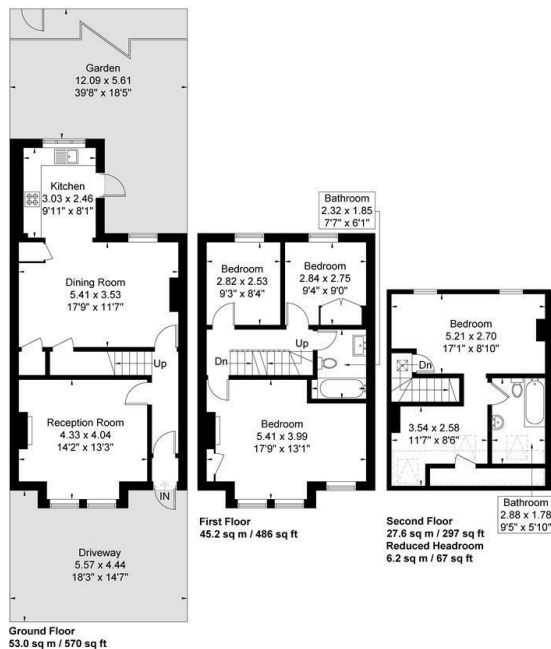 Garden
12.09 x 5.61
39'8" x 18'5"
Kitchen
3.03 x 2.46
9'11" x 8'1"
Dining Room
5.41 x 3.53
17'9" x 11'7"
Up
Reception Room
4.33 x 4.04
14'2" x 13'3"
IN
Driveway
5.57 x 4.44
18'3" x 14'7"
Ground Floor
53.0 sq m / 570 sq ft
Bathroom
2.32 x 1.85
7'7" x 6'1"
Bedroom
2.82 x 2.53
9'3" x 8'4"
Bedroom
2.84 x 2.75
9'4" x 9'0"
Up
Dn
Bedroom
5.41 x 3.99
17'9" x 13'1"
First Floor
45.2 sq m / 486 sq ft
Bedroom
5.21 x 2.70
17'1" x 8'10"
Dn
3.54 x 2.58
11'7" x 8'6"
Bathroom
2.88 x 1.78
9'5" x 5'10"
Second Floor
27.6 sq m / 297 sq ft
Reduced Headroom
6.2 sq m / 67 sq ft